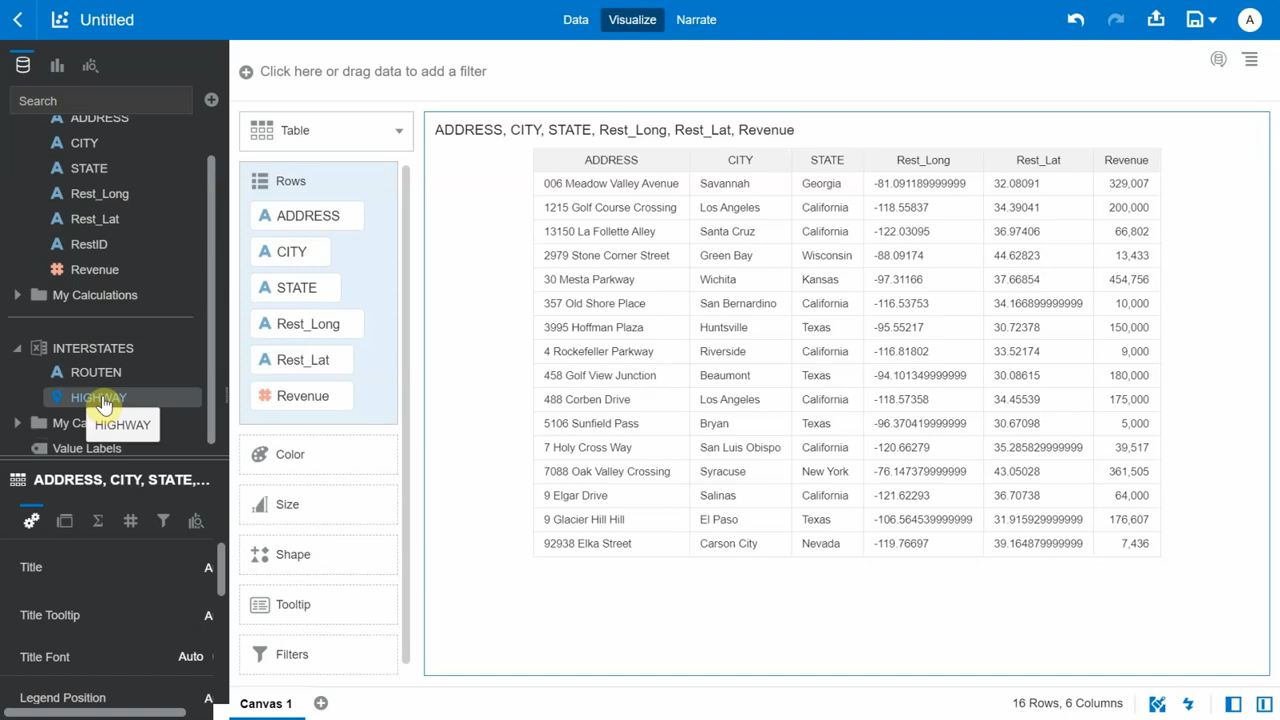 Untitled
Data Visualize Narrate
A
Search
ADDRESS
CITY
STATE
Rest_Long
Rest_Lat
RestID
Revenue
My Calculations
INTERSTATES
ROUTEN
HIGHWAY
HIGHWAY
My Ca
Value Labels
ADDRESS, CITY, STATE,...
Title A
Title Tooltip A
Title Font Auto
Legend Position A
Click here or drag data to add a filter
Table
Rows
A ADDRESS
A CITY
A STATE
A Rest_Long
A Rest_Lat
# Revenue
Color
Size
Shape
Tooltip
Filters
ADDRESS, CITY, STATE, Rest_Long, Rest_Lat, Revenue
ADDRESS CITY STATE Rest_Long Rest_Lat Revenue
006 Meadow Valley Avenue Savannah Georgia -81.091189999999 32.08091 329,007
1215 Golf Course Crossing Los Angeles California -118.55837 34.39041 200,000
13150 La Follette Alley Santa Cruz California -122.03095 36.97406 66,802
2979 Stone Corner Street Green Bay Wisconsin -88.09174 44.62823 13,433
30 Mesta Parkway Wichita Kansas -97.31166 37.66854 454,756
357 Old Shore Place San Bernardino California -116.53753 34.166899999999 10,000
3995 Hoffman Plaza Huntsville Texas -95.55217 30.72378 150,000
4 Rockefeller Parkway Riverside California -116.81802 33.52174 9,000
458 Golf View Junction Beaumont Texas -94.101349999999 30.08615 180,000
488 Corben Drive Los Angeles California -118.57358 34.45539 175,000
5106 Sunfield Pass Bryan Texas -96.370419999999 30.67098 5,000
7 Holy Cross Way San Luis Obispo California -120.66279 35.285829999999 39,517
7088 Oak Valley Crossing Syracuse New York -76.147379999999 43.05028 361,505
9 Elgar Drive Salinas California -121.62293 36.70738 64,000
9 Glacier Hill Hill El Paso Texas -106.564539999999 31.915929999999 176,607
92938 Elka Street Carson City Nevada -119.76697 39.164879999999 7,436
Canvas 1
16 Rows, 6 Columns